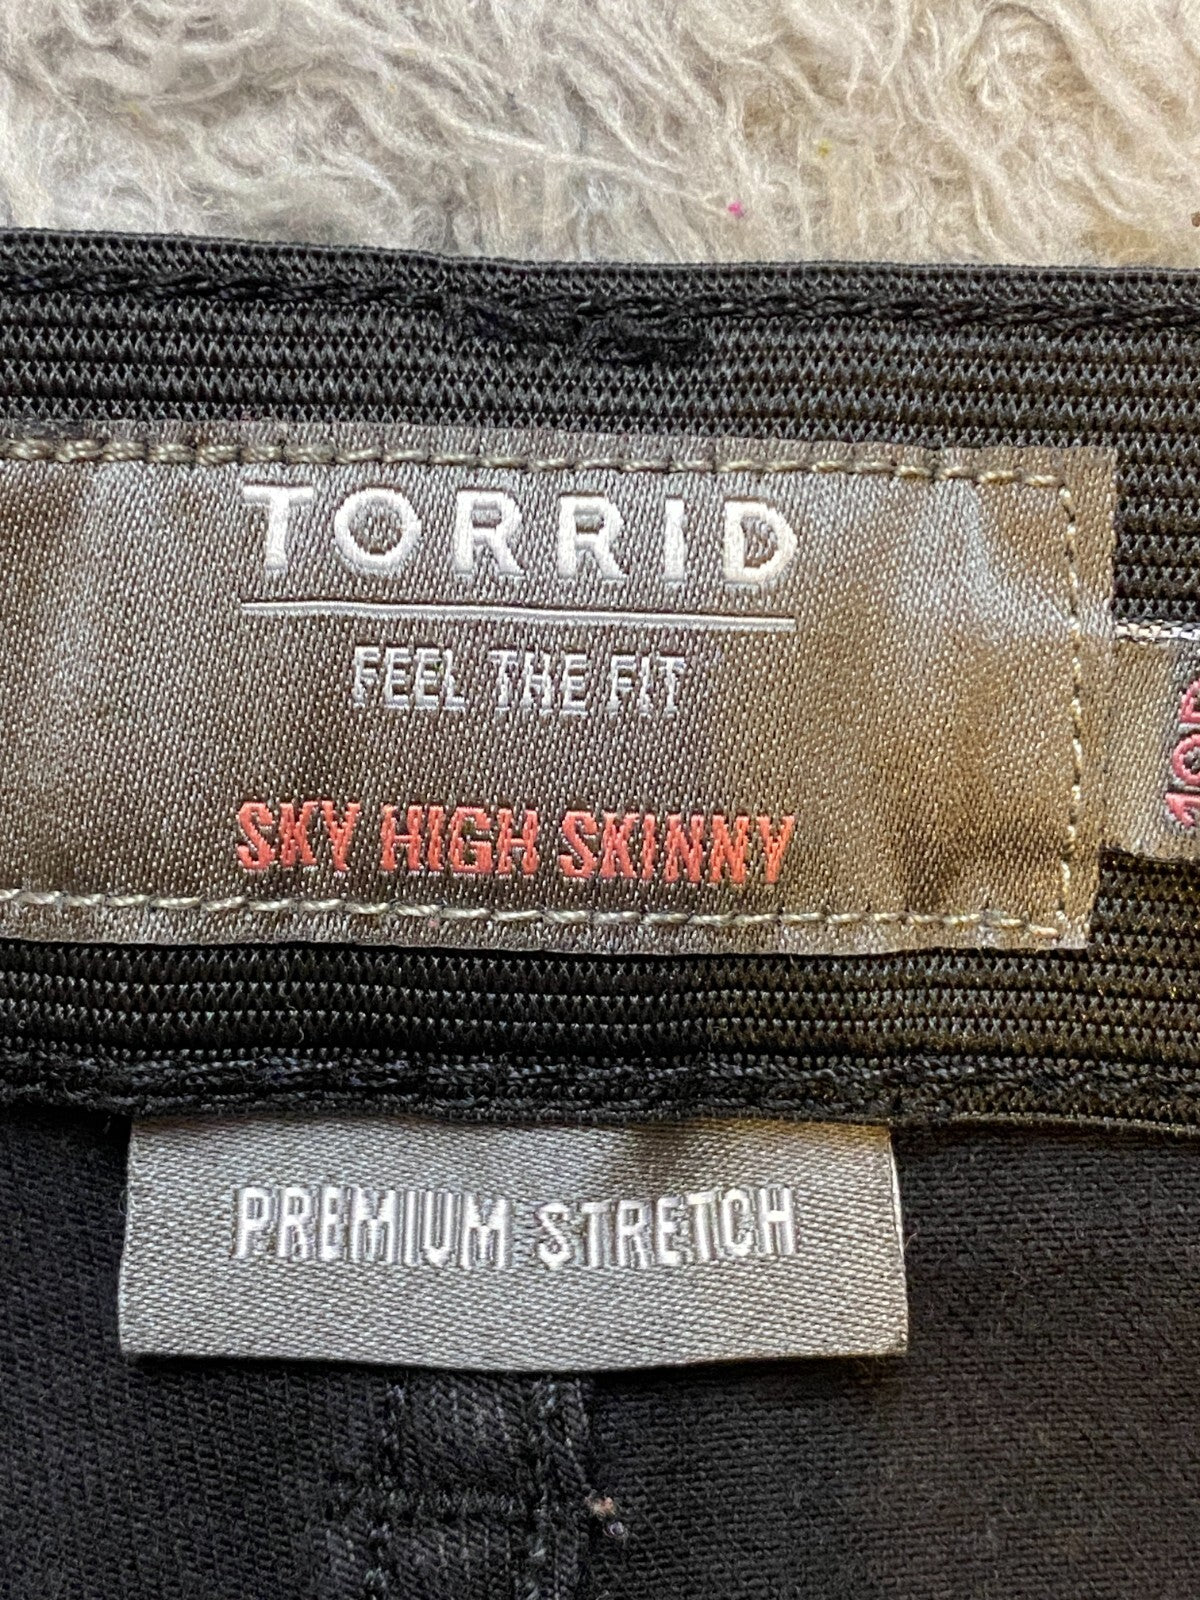 TORRID
FEEL THE FIT
SKY HIGH SKINNY
PREMIUM STRETCH